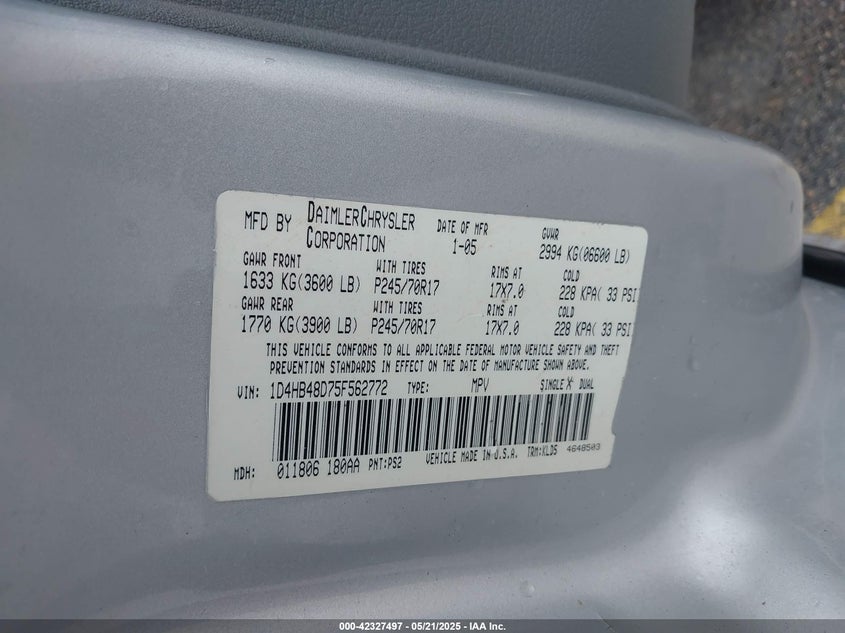 MFD BY DAIMLERCHRYSLER CORPORATION DATE OF MFR 1-05 GVWR 2994 KG(06600 LB)
GAWR FRONT WITH TIRES RIMS AT COLD
1633 KG(3600 LB) P245/70R17 17X7.0 228 KPA( 33 PSI)
GAWR REAR WITH TIRES RIMS AT COLD
1770 KG(3900 LB) P245/70R17 17X7.0 228 KPA( 33 PSI)
THIS VEHICLE CONFORMS TO ALL APPLICABLE FEDERAL MOTOR VEHICLE SAFETY AND THEFT
PREVENTION STANDARDS IN EFFECT ON THE DATE OF MANUFACTURE SHOWN ABOVE.
VIN: 1D4HB48D75F562772 TYPE: MPV SINGLE X DUAL
MDH: 011806 180AA PNT:PS2 VEHICLE MADE IN U.S.A. TRM:KLD5 4648503
000-42327497 - 05/21/2025 - IAA Inc.